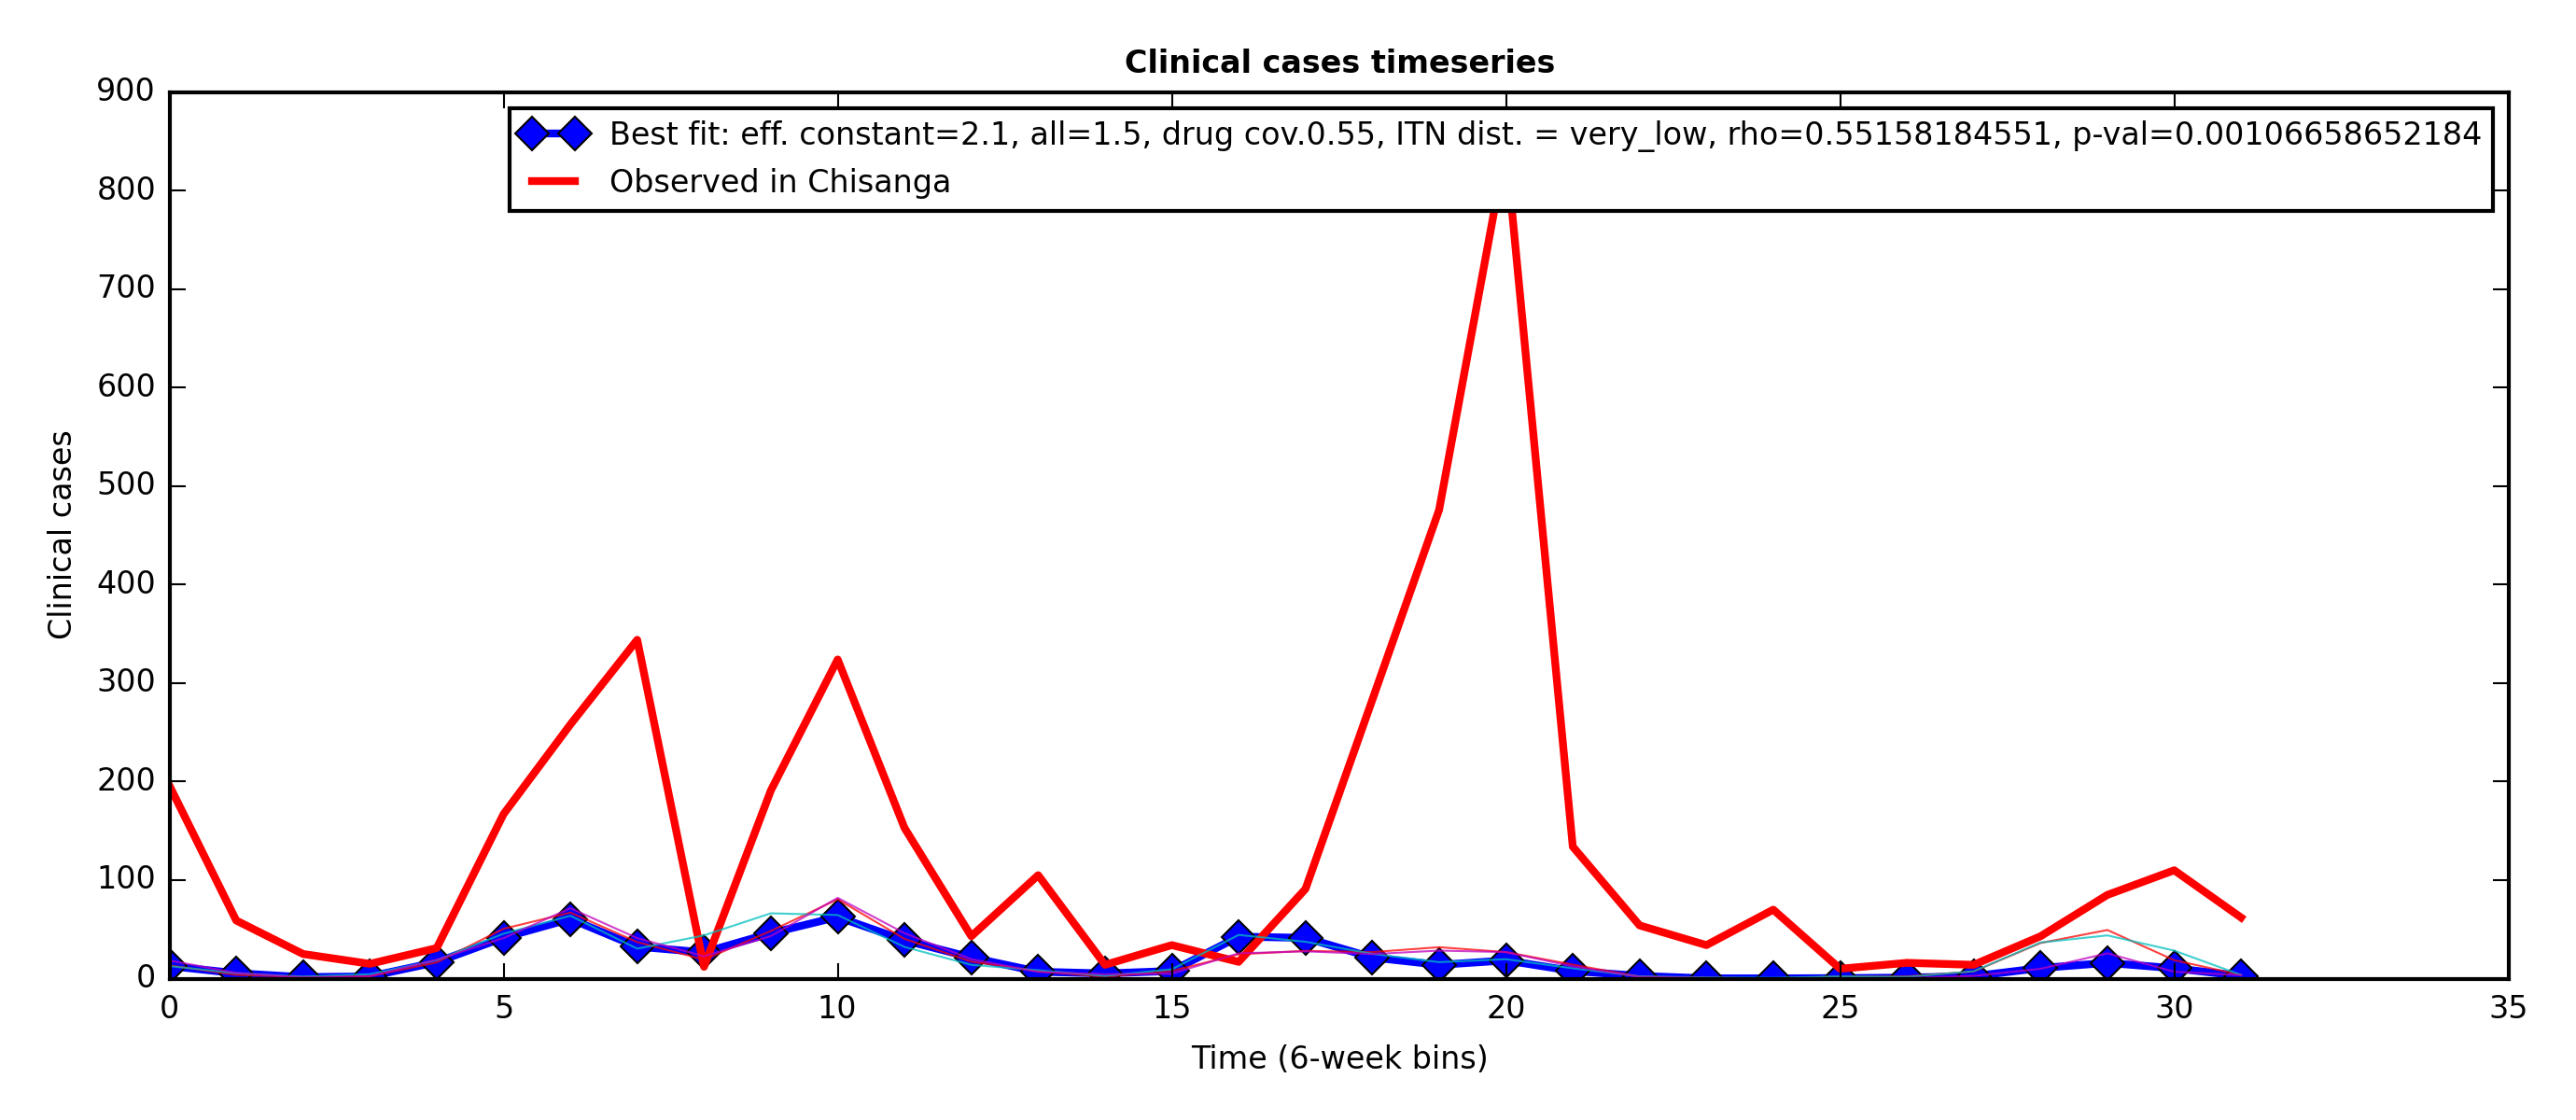 Clinical cases timeseries
900
800
700
600
500
400
300
200
100
0
Clinical cases
Best fit: eff. constant=2.1, all=1.5, drug cov.0.55, ITN dist. = very_low, rho=0.55158184551, p-val=0.00106658652184
Observed in Chisanga
0 5 10 15 20 25 30 35
Time (6-week bins)